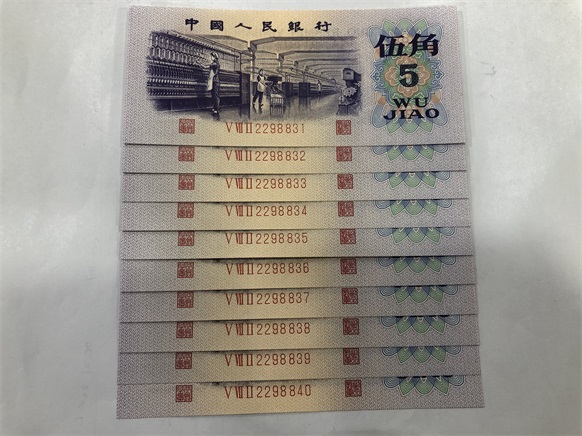 中國人民銀行
伍角
5
WU
JIAO
V VIII II 2298831
V VIII II 2298832
V VIII II 2298833
V VIII II 2298834
V VIII II 2298835
V VIII II 2298836
V VIII II 2298837
V VIII II 2298838
V VIII II 2298839
V VIII II 2298840